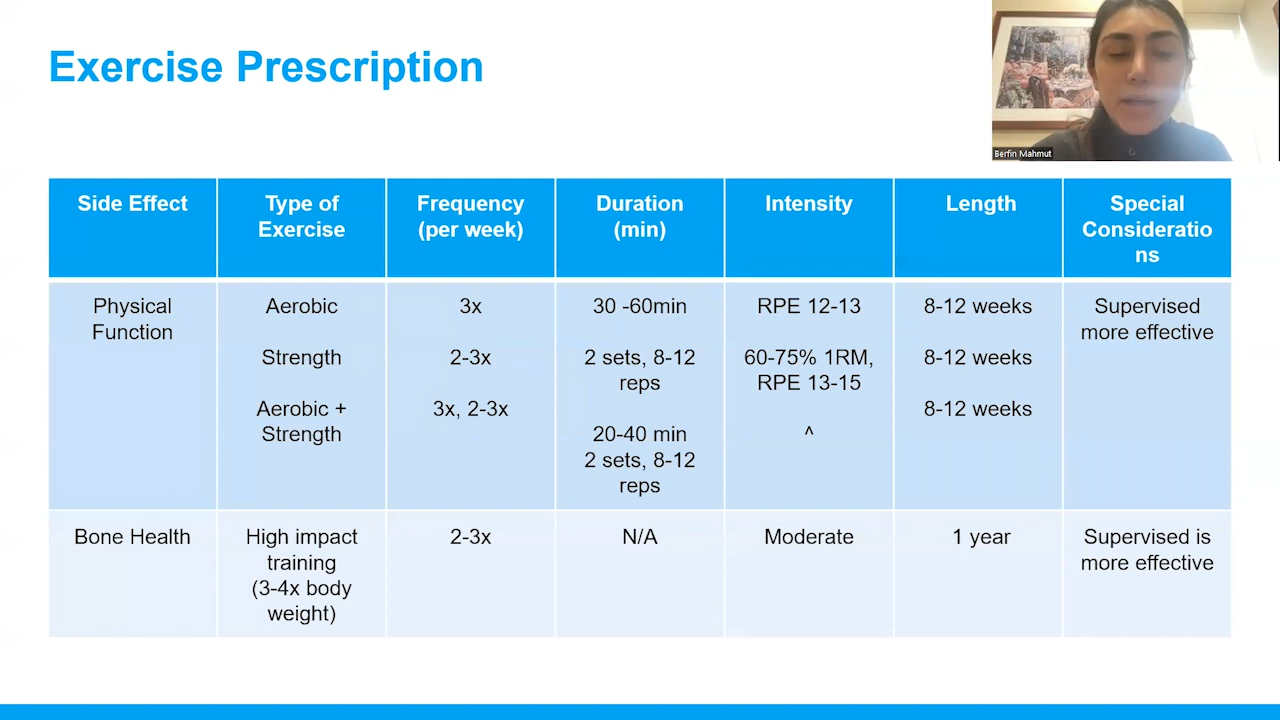 Exercise Prescription
Berfin Mahmut
Side Effect
Type of
Exercise
Frequency
(per week)
Duration
(min)
Intensity
Length
Special
Consideratio
ns
Physical
Function
Aerobic
Strength
Aerobic +
Strength
3x
2-3x
3x, 2-3x
30 -60min
2 sets, 8-12
reps
20-40 min
2 sets, 8-12
reps
RPE 12-13
60-75% 1RM,
RPE 13-15
^
8-12 weeks
8-12 weeks
8-12 weeks
Supervised
more effective
Bone Health
High impact
training
(3-4x body
weight)
2-3x
N/A
Moderate
1 year
Supervised is
more effective